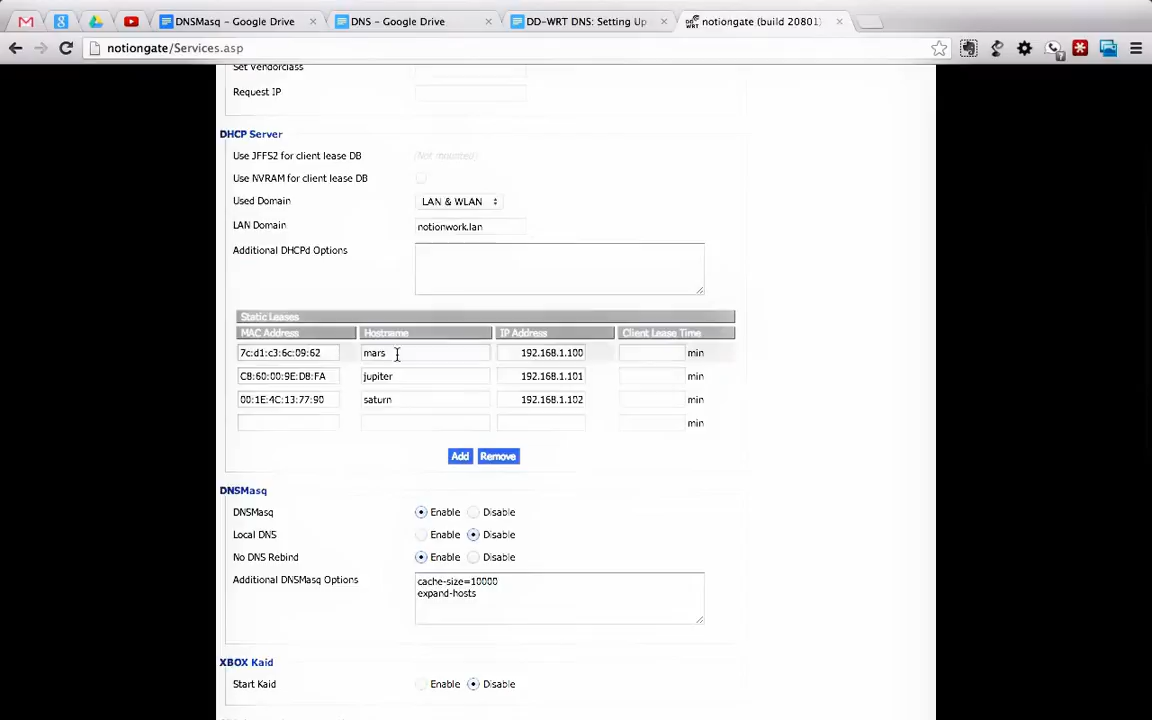 DNSMasq - Google Drive
DNS - Google Drive
DD-WRT DNS: Setting Up
notiongate (build 20801)
notiongate/Services.asp
Set Vendorclass
Request IP
DHCP Server
Use JFFS2 for client lease DB (Not mounted)
Use NVRAM for client lease DB
Used Domain LAN & WLAN
LAN Domain notionwork.lan
Additional DHCPd Options
Static Leases
MAC Address Hostname IP Address Client Lease Time
7c:d1:c3:6c:09:62 mars 192.168.1.100 min
C8:60:00:9E:DB:FA jupiter 192.168.1.101 min
00:1E:4C:13:77:90 saturn 192.168.1.102 min
min
Add Remove
DNSMasq
DNSMasq Enable Disable
Local DNS Enable Disable
No DNS Rebind Enable Disable
Additional DNSMasq Options cache-size=10000
expand-hosts
XBOX Kaid
Start Kaid Enable Disable